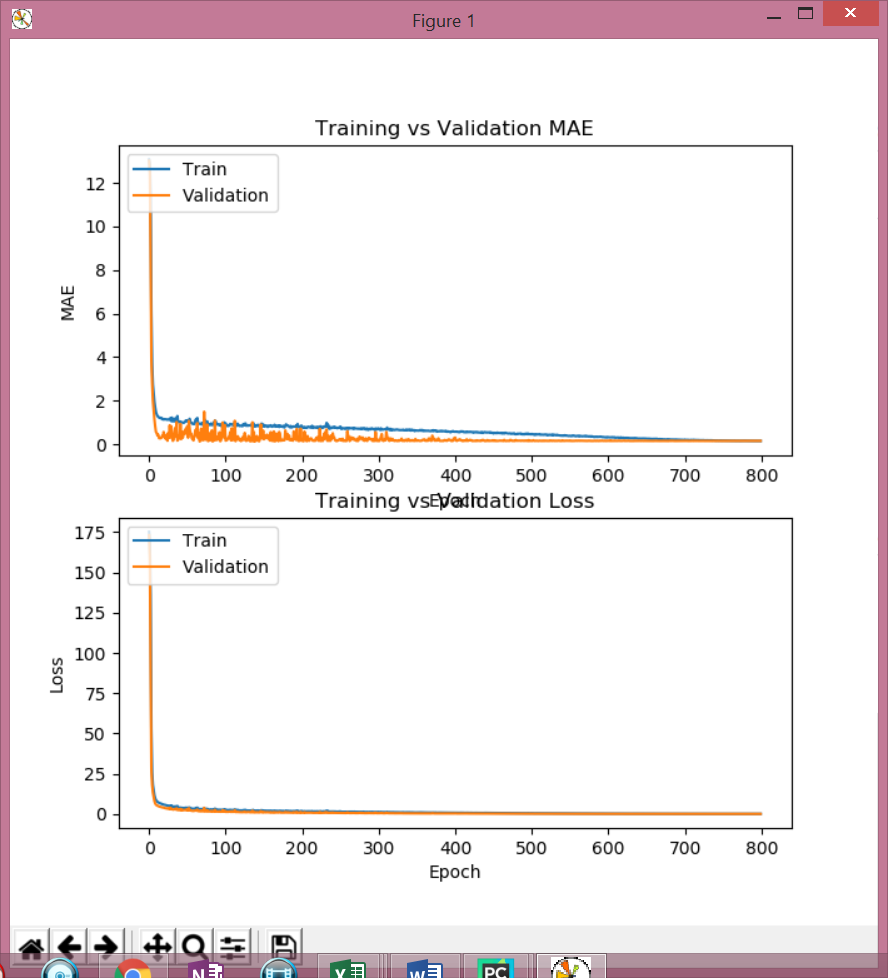 Figure 1
Training vs Validation MAE
Train
Validation
MAE
12
10
8
6
4
2
0
0 100 200 300 400 500 600 700 800
Epoch
Training vs Validation Loss
Train
Validation
Loss
175
150
125
100
75
50
25
0
0 100 200 300 400 500 600 700 800
Epoch
N
X
W
PC